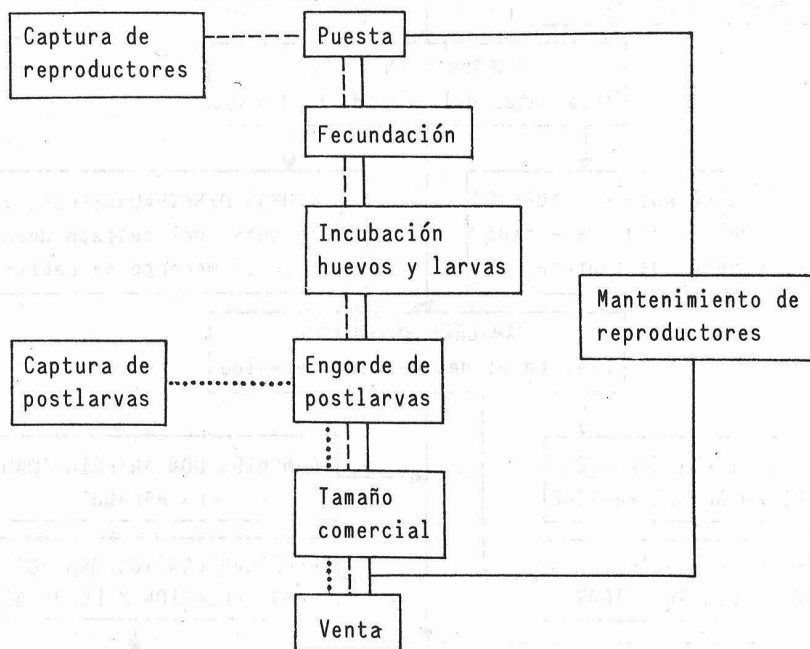 Captura de
reproductores
Puesta
Fecundación
Incubación
huevos y larvas
Mantenimiento de
reproductores
Captura de
postlarvas
Engorde de
postlarvas
Tamaño
comercial
Venta